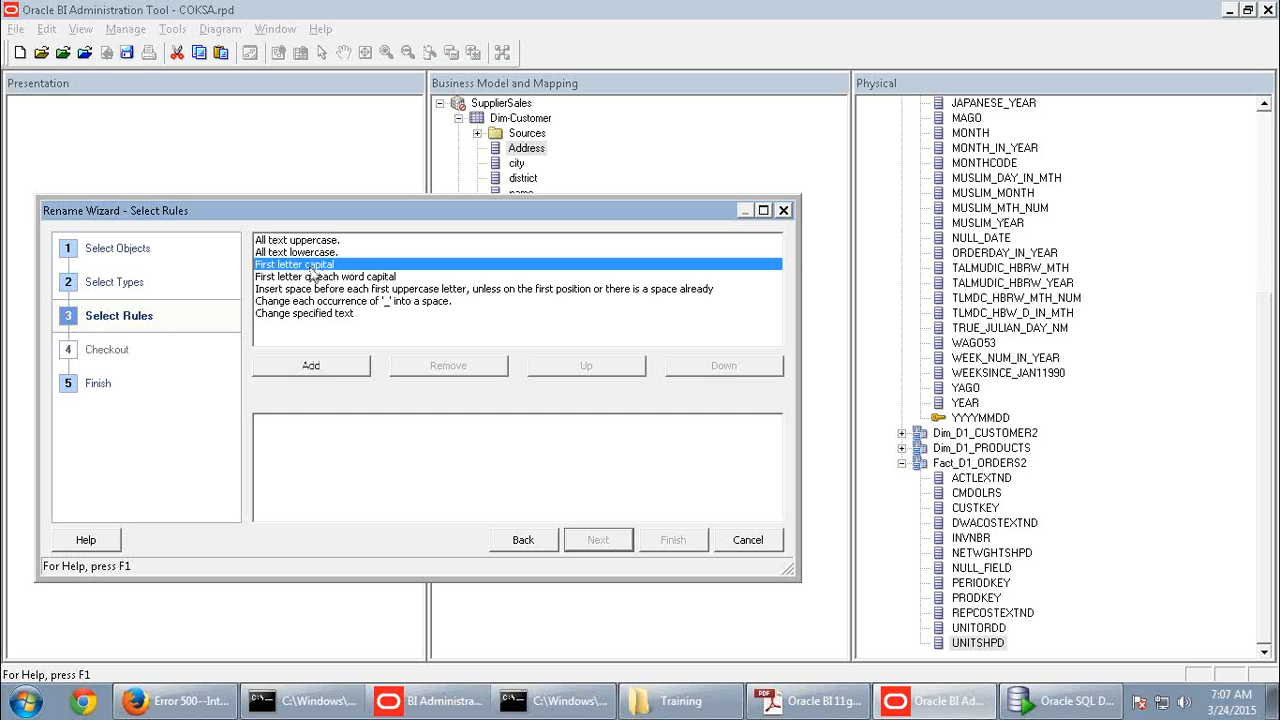 Oracle BI Administration Tool - COKSA.rpd
File Edit View Manage Tools Diagram Window Help
Presentation
Business Model and Mapping
SupplierSales
Dim-Customer
Sources
Address
city
district
Physical
JAPANESE_YEAR
MAGO
MONTH
MONTH_IN_YEAR
MONTHCODE
MUSLIM_DAY_IN_MTH
MUSLIM_MONTH
MUSLIM_MTH_NUM
MUSLIM_YEAR
NULL_DATE
ORDERDAY_IN_YEAR
TALMUDIC_HBRW_MTH
TALMUDIC_HBRW_YEAR
TLMDC_HBRW_MTH_NUM
TLMDC_HBRW_D_IN_MTH
TRUE_JULIAN_DAY_NM
WAGO53
WEEK_NUM_IN_YEAR
WEEKSINCE_JAN11990
YAGO
YEAR
YYYYMMDD
Dim_D1_CUSTOMER2
Dim_D1_PRODUCTS
Fact_D1_ORDERS2
ACTLEXTND
CMDOLRS
CUSTKEY
DWACOSTEXTND
INVNBR
NETWGHTSHPD
NULL_FIELD
PERIODKEY
PRODKEY
REPCOSTEXTND
UNITORDD
UNITSHPD
Rename Wizard - Select Rules
1 Select Objects
2 Select Types
3 Select Rules
4 Checkout
5 Finish
All text uppercase.
All text lowercase.
First letter capital
First letter of each word capital
Insert space before each first uppercase letter, unless on the first position or there is a space already
Change each occurrence of '_' into a space.
Change specified text
Add Remove Up Down
Help Back Next Finish Cancel
For Help, press F1
For Help, press F1
Error 500--Int...
C:\Windows\...
BI Administra...
C:\Windows\...
Training
Oracle BI 11g...
Oracle BI Ad...
Oracle SQL D...
7:07 AM
3/24/2015